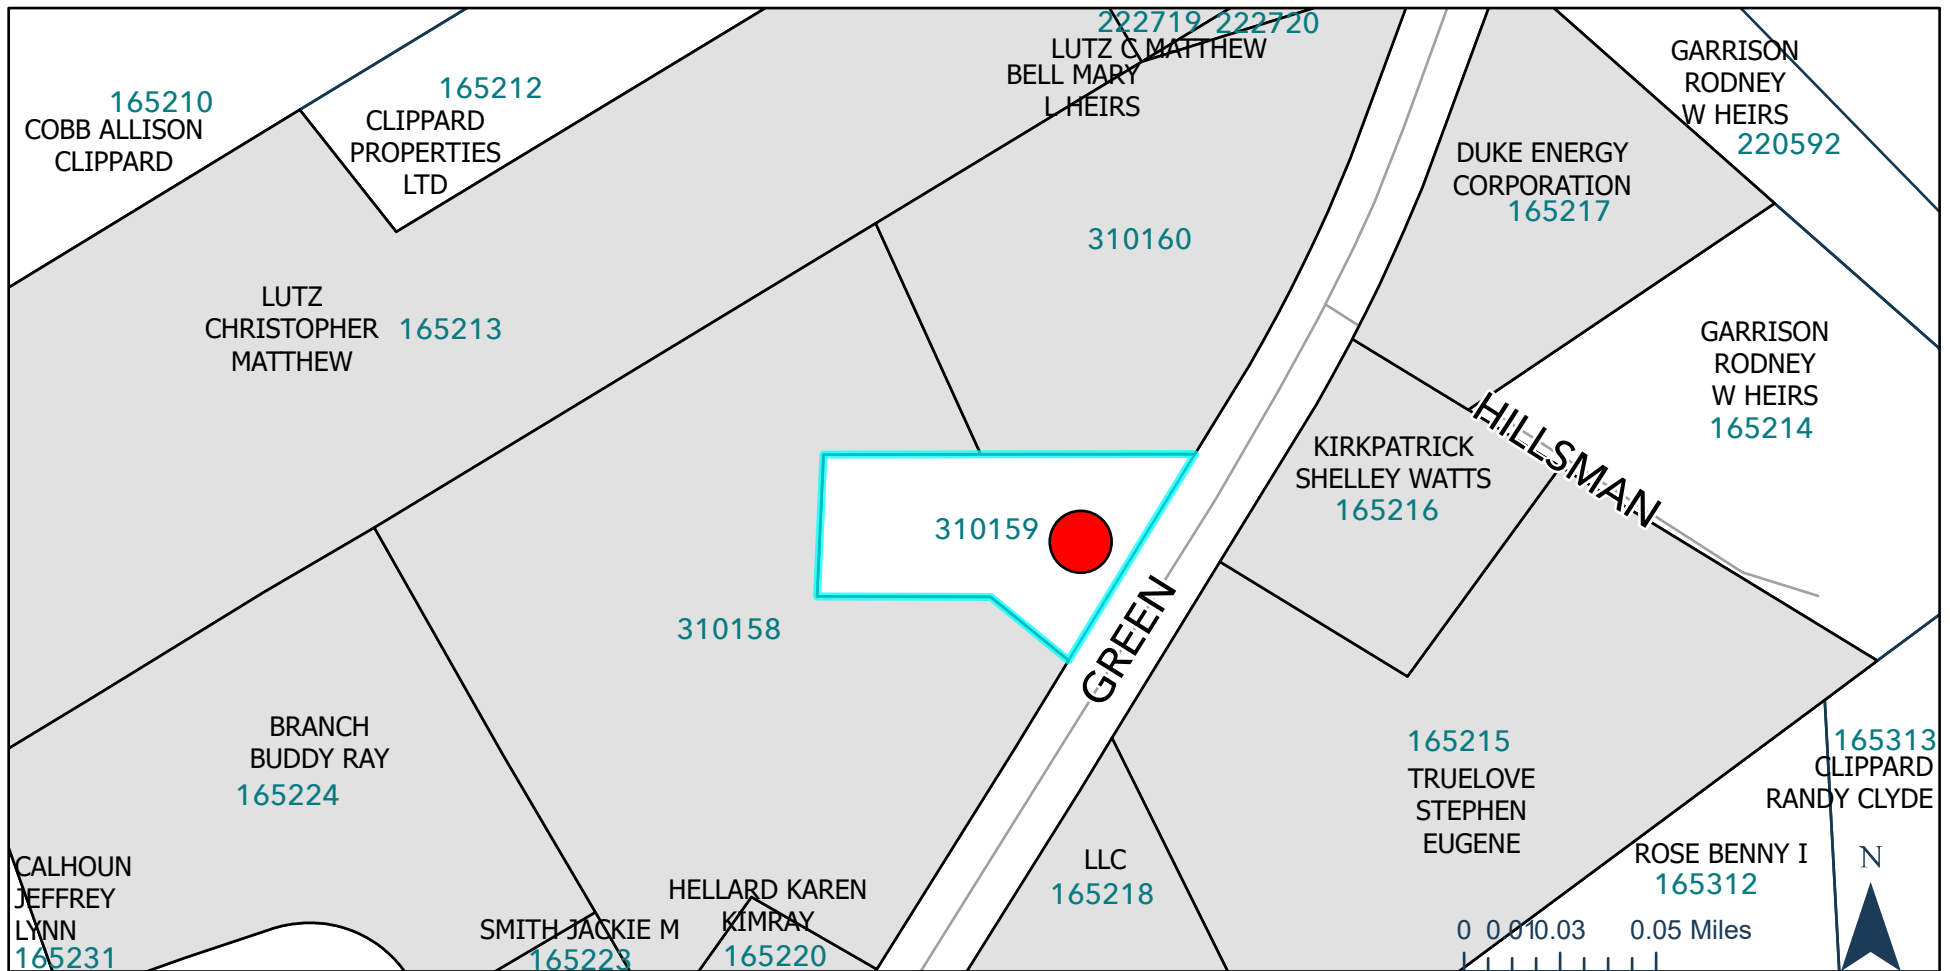 222719 222720
LUTZ C MATTHEW
BELL MARY
L HEIRS
GARRISON
RODNEY
W HEIRS
220592
165210
COBB ALLISON
CLIPPARD
165212
CLIPPARD
PROPERTIES
LTD
DUKE ENERGY
CORPORATION
165217
310160
LUTZ
CHRISTOPHER
MATTHEW
165213
GARRISON
RODNEY
W HEIRS
165214
HILLSMAN
KIRKPATRICK
SHELLEY WATTS
165216
310159
310158
GREEN
BRANCH
BUDDY RAY
165224
165215
TRUELOVE
STEPHEN
EUGENE
165313
CLIPPARD
RANDY CLYDE
ROSE BENNY I
165312
LLC
165218
CALHOUN
JEFFREY
LYNN
165231
SMITH JACKIE M
165223
HELLARD KAREN
KIMRAY
165220
N
0 0.010.03 0.05 Miles